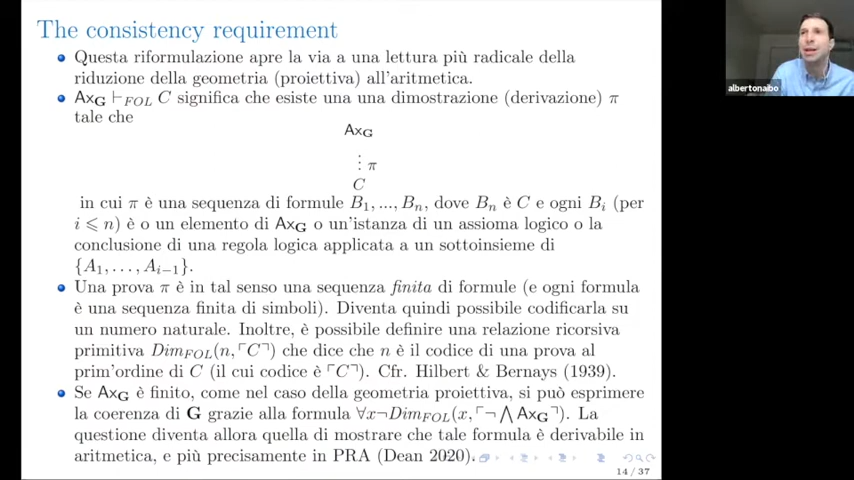 The consistency requirement
Questa riformulazione apre la via a una lettura più radicale della
riduzione della geometria (proiettiva) all'aritmetica.
Ax_G ⊢_FOL C significa che esiste una una dimostrazione (derivazione) π
tale che
Ax_G
⋮ π
C
in cui π è una sequenza di formule B_1, ..., B_n, dove B_n è C e ogni B_i (per
i ⩽ n) è o un elemento di Ax_G o un'istanza di un assioma logico o la
conclusione di una regola logica applicata a un sottoinsieme di
{A_1, . . . , A_{i−1}}.
Una prova π è in tal senso una sequenza finita di formule (e ogni formula
è una sequenza finita di simboli). Diventa quindi possibile codificarla su
un numero naturale. Inoltre, è possibile definire una relazione ricorsiva
primitiva Dim_FOL(n, ⌜C⌝) che dice che n è il codice di una prova al
prim'ordine di C (il cui codice è ⌜C⌝). Cfr. Hilbert & Bernays (1939).
Se Ax_G è finito, come nel caso della geometria proiettiva, si può esprimere
la coerenza di G grazie alla formula ∀x¬Dim_FOL(x, ⌜¬⋀Ax_G⌝). La
questione diventa allora quella di mostrare che tale formula è derivabile in
aritmetica, e più precisamente in PRA (Dean 2020).
14 / 37
albertonaibo